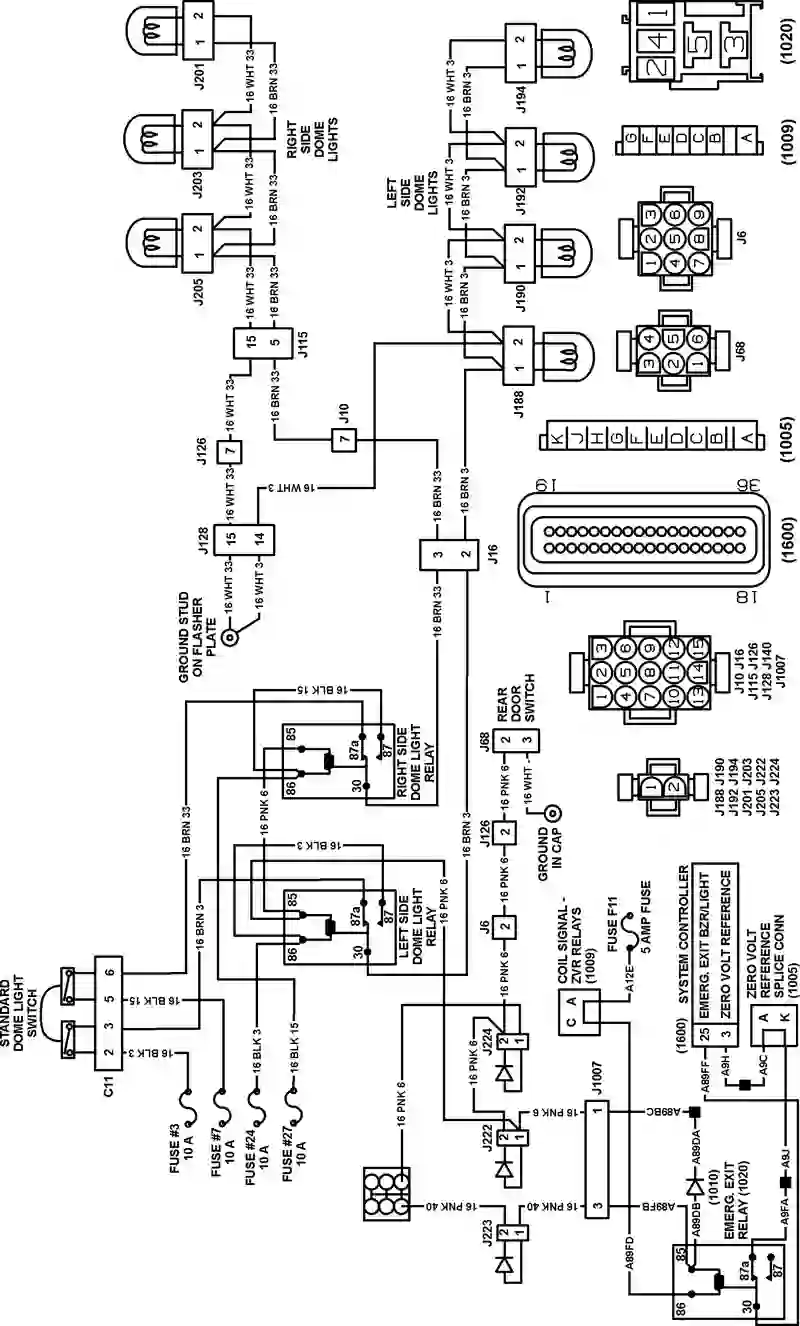 STANDARD
DOME LIGHT
SWITCH
C11
2
3
5
6
16 BLK 3
16 BRN 3
16 BLK 15
16 BRN 33
FUSE #3
10 A
FUSE #7
10 A
FUSE #24
10 A
FUSE #27
10 A
16 BLK 3
16 BLK 15
85
86
87a
87
30
LEFT SIDE
DOME LIGHT
RELAY
16 BLK 3
16 PNK 6
16 PNK 6
85
86
87a
87
30
RIGHT SIDE
DOME LIGHT
RELAY
16 BLK 15
16 BRN 33
16 BRN 3
GROUND STUD
ON FLASHER
PLATE
16 WHT 33
16 WHT 3
J128
15
14
16 WHT 33
16 WHT 3
J126
7
16 WHT 33
J115
15
5
16 BRN 33
J10
7
16 BRN 33
J16
3
2
16 BRN 3
J205
2
1
J203
2
1
J201
2
1
16 WHT 33
16 BRN 33
16 WHT 33
16 BRN 33
16 WHT 33
16 BRN 33
RIGHT
SIDE
DOME
LIGHTS
LEFT
SIDE
DOME
LIGHTS
J188
2
1
J190
2
1
J192
2
1
J194
2
1
16 WHT 3
16 BRN 3
16 WHT 3
16 BRN 3
16 WHT 3
16 BRN 3
J68
2
3
REAR
DOOR
SWITCH
16 PNK 6
16 WHT -
GROUND
IN CAP
J126
2
16 PNK 6
J6
2
16 PNK 6
J224
2
1
16 PNK 6
16 PNK 6
J222
2
1
16 PNK 6
J223
2
1
16 PNK 40
16 PNK 40
J1007
1
3
A89BC
A89FB
A89FD
A89DA
A89DB
(1010)
COIL SIGNAL -
ZVR RELAYS
(1009)
C
A
FUSE F11
5 AMP FUSE
A12E
(1600)
SYSTEM CONTROLLER
25
EMERG. EXIT BZR/LIGHT
3
ZERO VOLT REFERENCE
A89FF
A9H
A9C
ZERO VOLT
REFERENCE
SPLICE CONN
(1005)
A
K
A9J
A9FA
EMERG. EXIT
RELAY (1020)
85
86
87a
87
30
1
2
J188 J190
J192 J194
J201 J203
J205 J222
J223 J224
1
2
3
4
5
6
7
8
9
10
11
12
13
14
15
J10 J16
J115 J126
J128 J140
J1007
1
18
19
36
(1600)
K
J
H
G
F
E
D
C
B
A
(1005)
3
2
1
4
5
6
J68
1
2
3
4
5
6
7
8
9
J6
G
F
E
D
C
B
A
(1009)
2
4
1
5
3
(1020)